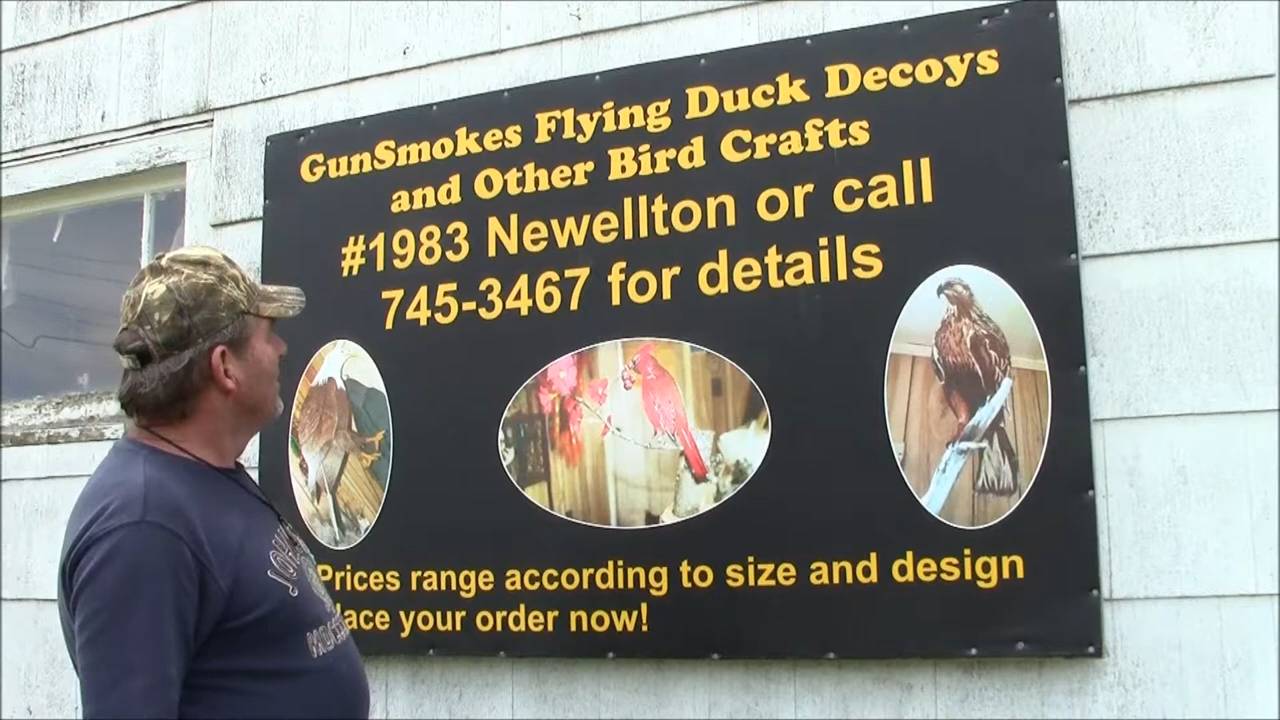 GunSmokes Flying Duck Decoys
and Other Bird Crafts
#1983 Newellton or call
745-3467 for details
Prices range according to size and design
your order now!